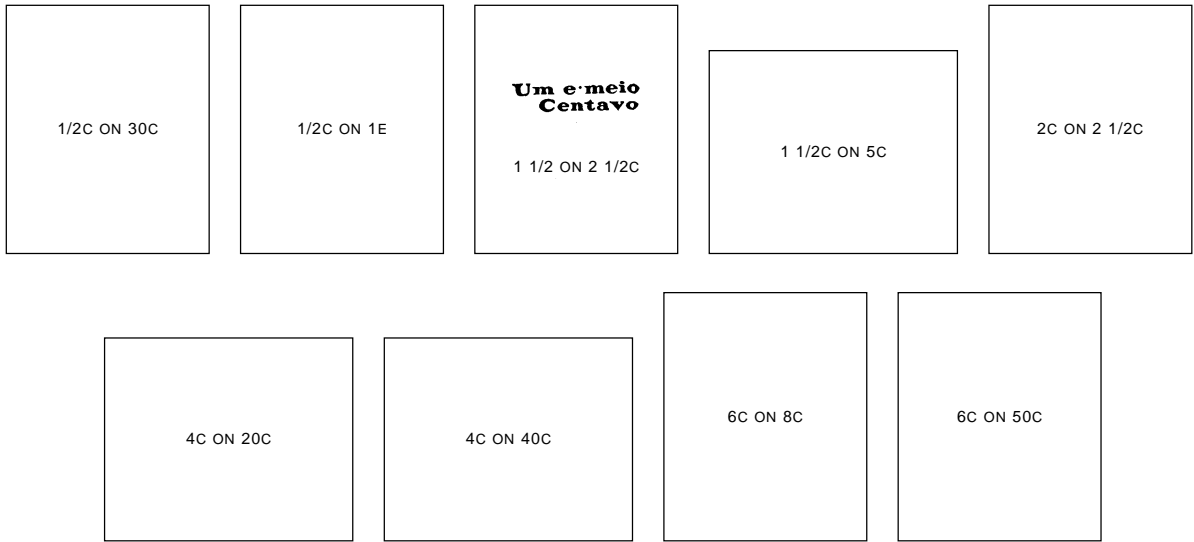 1/2C ON 30C
1/2C ON 1E
Um e·meio
Centavo
1 1/2 ON 2 1/2C
1 1/2C ON 5C
2C ON 2 1/2C
4C ON 20C
4C ON 40C
6C ON 8C
6C ON 50C